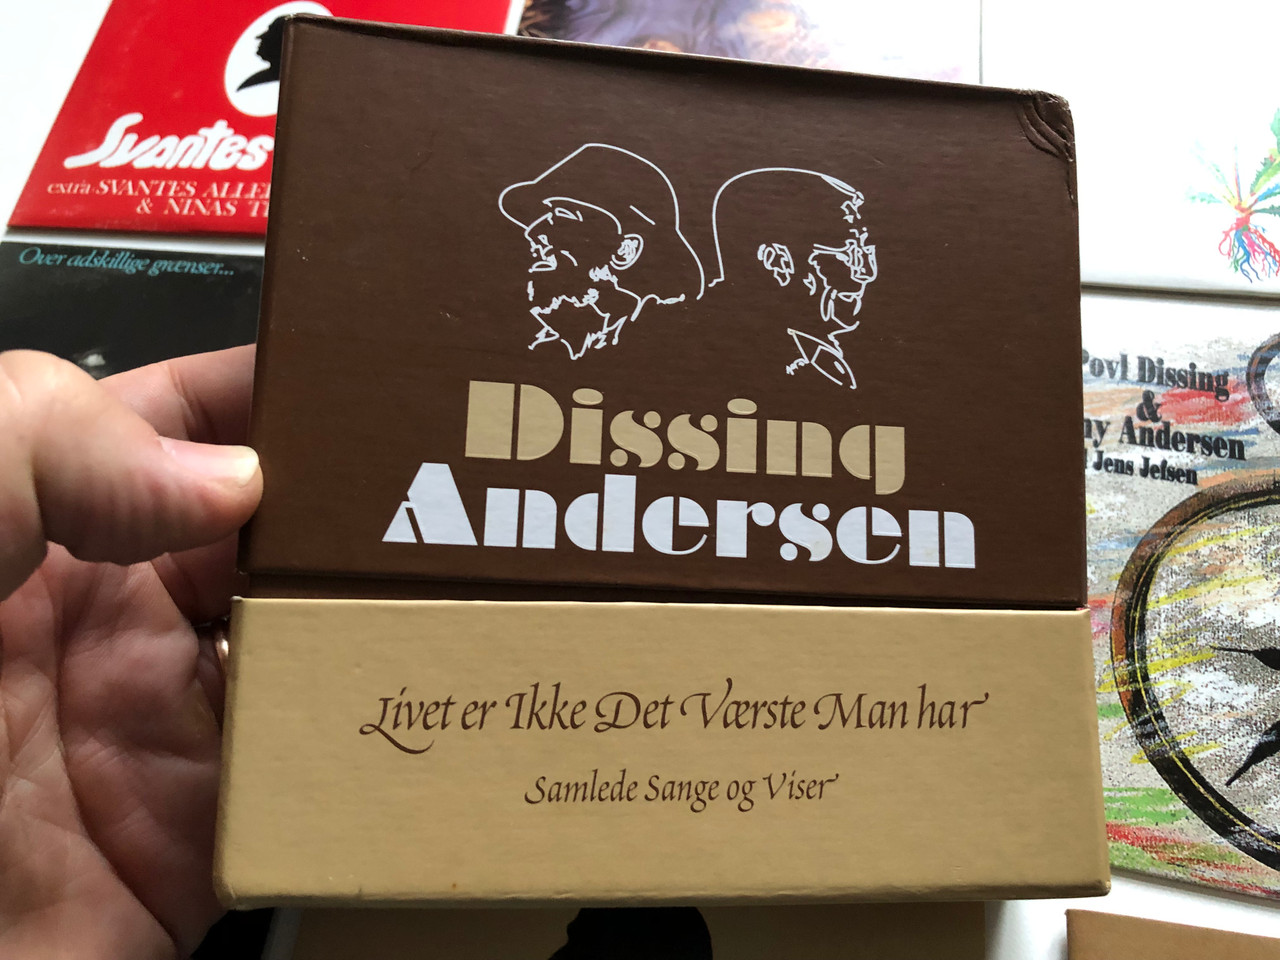 Svantes
extra SVANTES
& NINAS
Over adskillige grænser...
Dissing
Andersen
Livet er Ikke Det Værste Man har
Samlede Sange og Viser
Povl Dissing
&
Andersen
Jens Jefsen